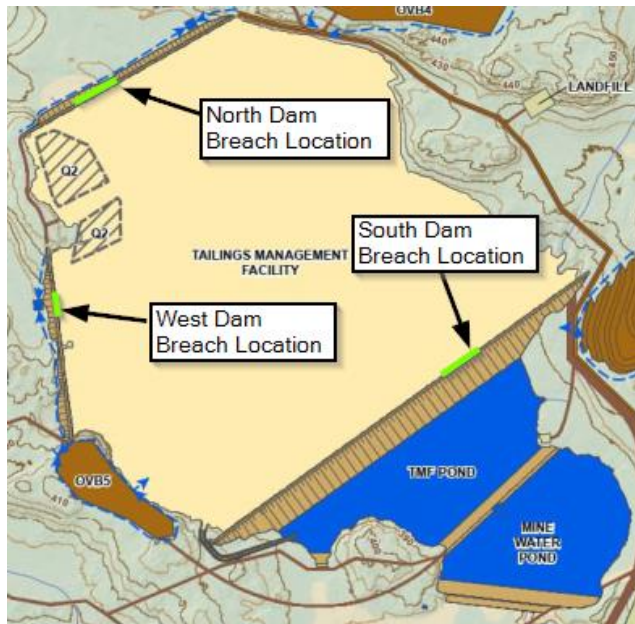 OVB4
440
430
440
450
LANDFILL
North Dam
Breach Location
Q2
Q2
South Dam
Breach Location
TAILINGS MANAGEMENT
FACILITY
West Dam
Breach Location
OVB5
410
TMF POND
MINE
WATER
POND